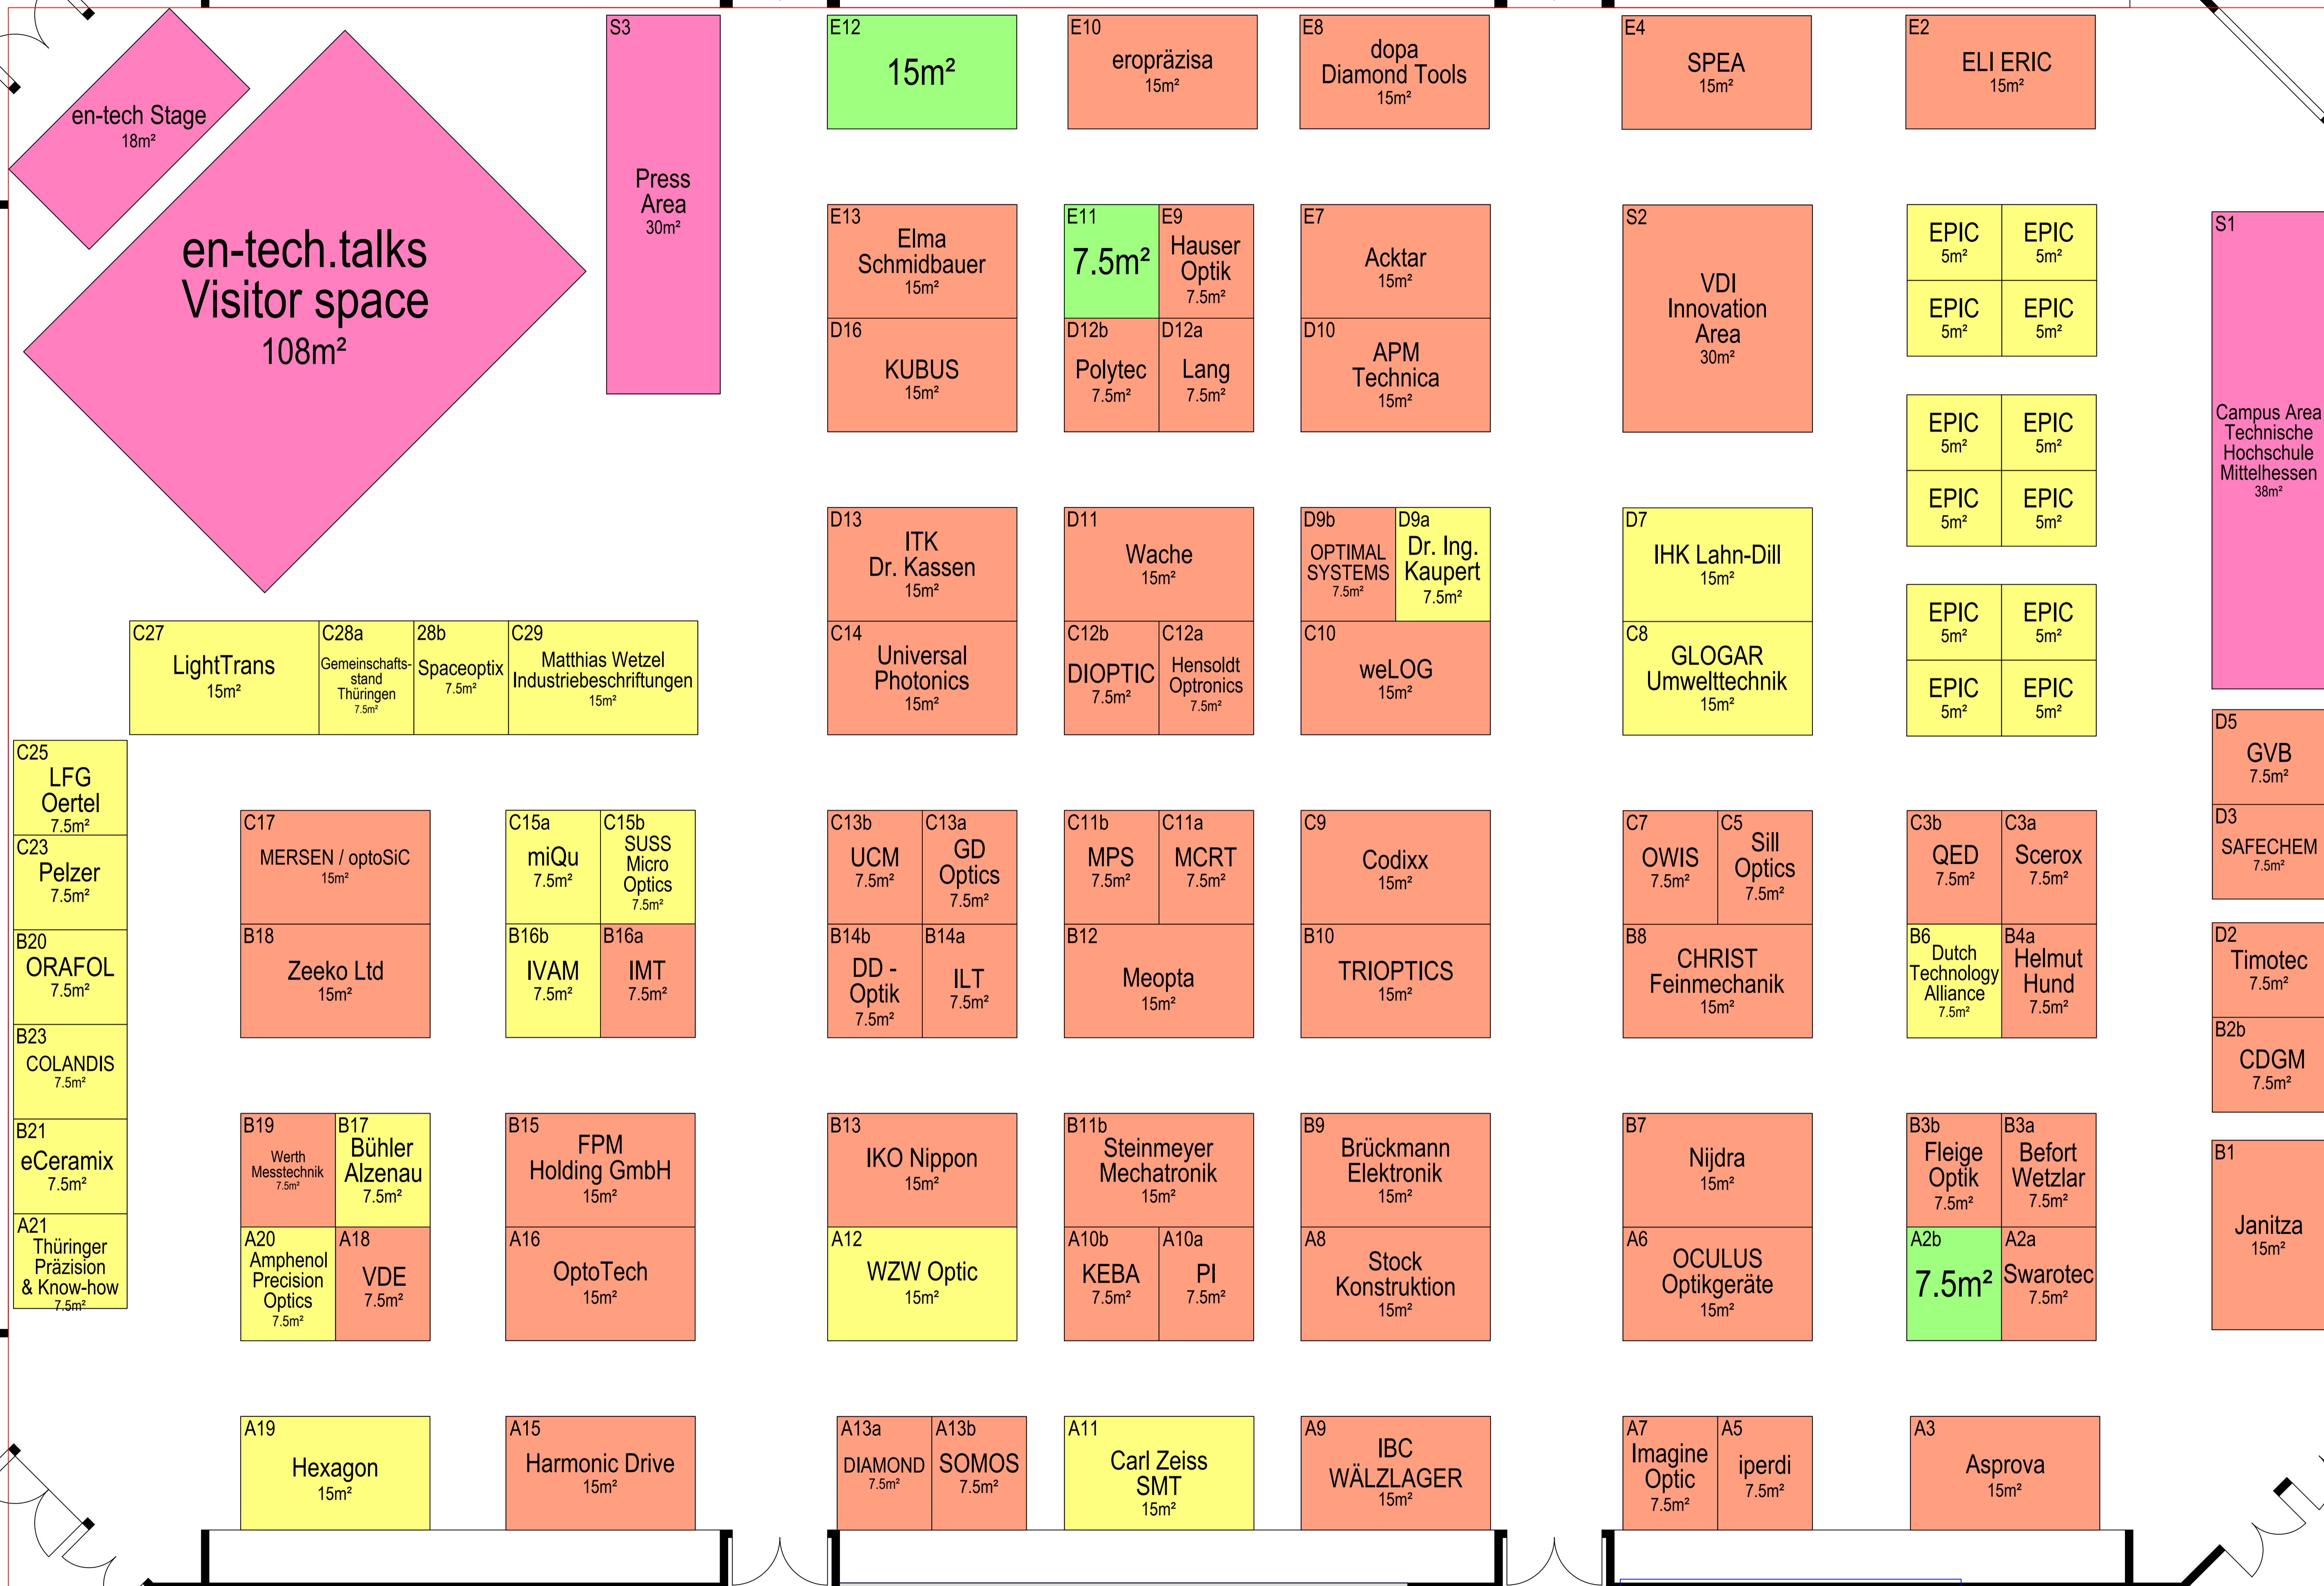 en-tech Stage
18m²
en-tech.talks
Visitor space
108m²
S3
Press
Area
30m²
E12
15m²
E10
eropräzisa
15m²
E8
dopa
Diamond Tools
15m²
E4
SPEA
15m²
E2
ELI ERIC
15m²
E13
Elma
Schmidbauer
15m²
D16
KUBUS
15m²
E11
7.5m²
E9
Hauser
Optik
7.5m²
D12b
Polytec
7.5m²
D12a
Lang
7.5m²
E7
Acktar
15m²
D10
APM
Technica
15m²
S2
VDI
Innovation
Area
30m²
EPIC
5m²
EPIC
5m²
EPIC
5m²
EPIC
5m²
EPIC
5m²
EPIC
5m²
EPIC
5m²
EPIC
5m²
EPIC
5m²
EPIC
5m²
EPIC
5m²
EPIC
5m²
S1
Campus Area
Technische
Hochschule
Mittelhessen
38m²
D13
ITK
Dr. Kassen
15m²
C14
Universal
Photonics
15m²
D11
Wache
15m²
C12b
DIOPTIC
7.5m²
C12a
Hensoldt
Optronics
7.5m²
D9b
OPTIMAL
SYSTEMS
7.5m²
D9a
Dr. Ing.
Kaupert
7.5m²
C10
weLOG
15m²
D7
IHK Lahn-Dill
15m²
C8
GLOGAR
Umwelttechnik
15m²
C27
LightTrans
15m²
C28a
Gemeinschafts-
stand
Thüringen
7.5m²
28b
Spaceoptix
7.5m²
C29
Matthias Wetzel
Industriebeschriftungen
15m²
C25
LFG
Oertel
7.5m²
C23
Pelzer
7.5m²
B20
ORAFOL
7.5m²
B23
COLANDIS
7.5m²
B21
eCeramix
7.5m²
A21
Thüringer
Präzision
& Know-how
7.5m²
C17
MERSEN / optoSiC
15m²
B18
Zeeko Ltd
15m²
C15a
miQu
7.5m²
C15b
SUSS
Micro
Optics
7.5m²
B16b
IVAM
7.5m²
B16a
IMT
7.5m²
C13b
UCM
7.5m²
C13a
GD
Optics
7.5m²
B14b
DD -
Optik
7.5m²
B14a
ILT
7.5m²
C11b
MPS
7.5m²
C11a
MCRT
7.5m²
B12
Meopta
15m²
C9
Codixx
15m²
B10
TRIOPTICS
15m²
C7
OWIS
7.5m²
C5
Sill
Optics
7.5m²
B8
CHRIST
Feinmechanik
15m²
C3b
QED
7.5m²
C3a
Scerox
7.5m²
B6
Dutch
Technology
Alliance
7.5m²
B4a
Helmut
Hund
7.5m²
D5
GVB
7.5m²
D3
SAFECHEM
7.5m²
D2
Timotec
7.5m²
B2b
CDGM
7.5m²
B1
Janitza
15m²
B19
Werth
Messtechnik
7.5m²
B17
Bühler
Alzenau
7.5m²
A20
Amphenol
Precision
Optics
7.5m²
A18
VDE
7.5m²
B15
FPM
Holding GmbH
15m²
A16
OptoTech
15m²
B13
IKO Nippon
15m²
A12
WZW Optic
15m²
B11b
Steinmeyer
Mechatronik
15m²
A10b
KEBA
7.5m²
A10a
PI
7.5m²
B9
Brückmann
Elektronik
15m²
A8
Stock
Konstruktion
15m²
B7
Nijdra
15m²
A6
OCULUS
Optikgeräte
15m²
B3b
Fleige
Optik
7.5m²
B3a
Befort
Wetzlar
7.5m²
A2b
7.5m²
A2a
Swarotec
7.5m²
A19
Hexagon
15m²
A15
Harmonic Drive
15m²
A13a
DIAMOND
7.5m²
A13b
SOMOS
7.5m²
A11
Carl Zeiss
SMT
15m²
A9
IBC
WÄLZLAGER
15m²
A7
Imagine
Optic
7.5m²
A5
iperdi
7.5m²
A3
Asprova
15m²